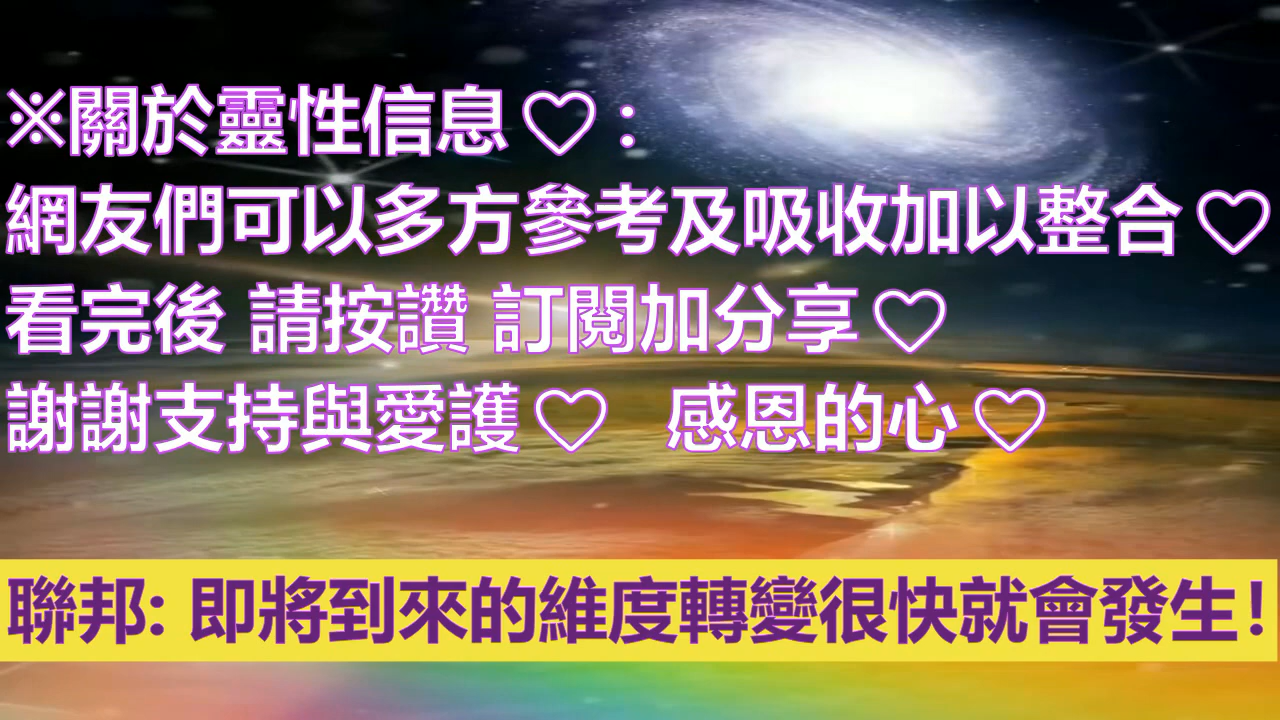 ※關於靈性信息♡:
網友們可以多方參考及吸收加以整合♡
看完後 請按讚 訂閱加分享♡
謝謝支持與愛護♡ 感恩的心♡
聯邦: 即將到來的維度轉變很快就會發生!